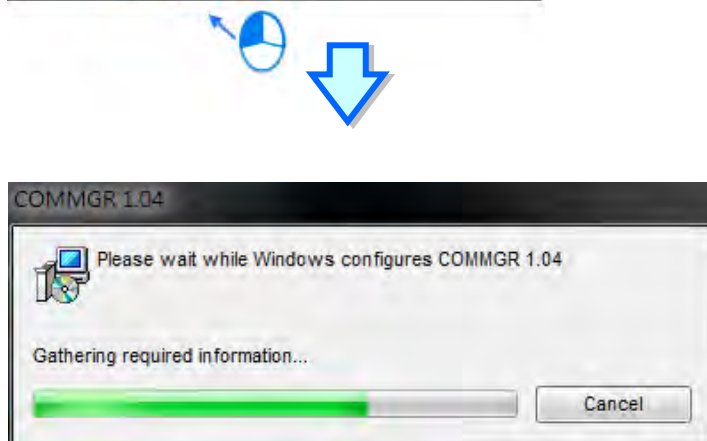 COMMGR 1.04
Please wait while Windows configures COMMGR 1.04
Gathering required information...
Cancel